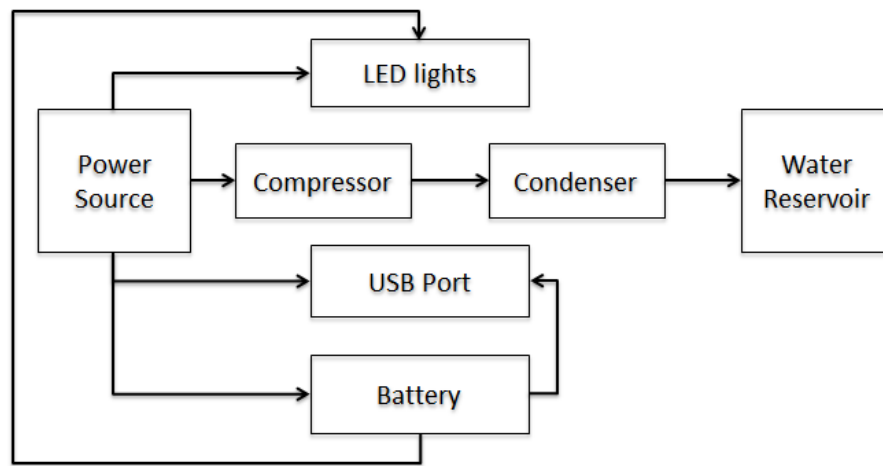 LED lights
Power
Source
Compressor
Condenser
Water
Reservoir
USB Port
Battery